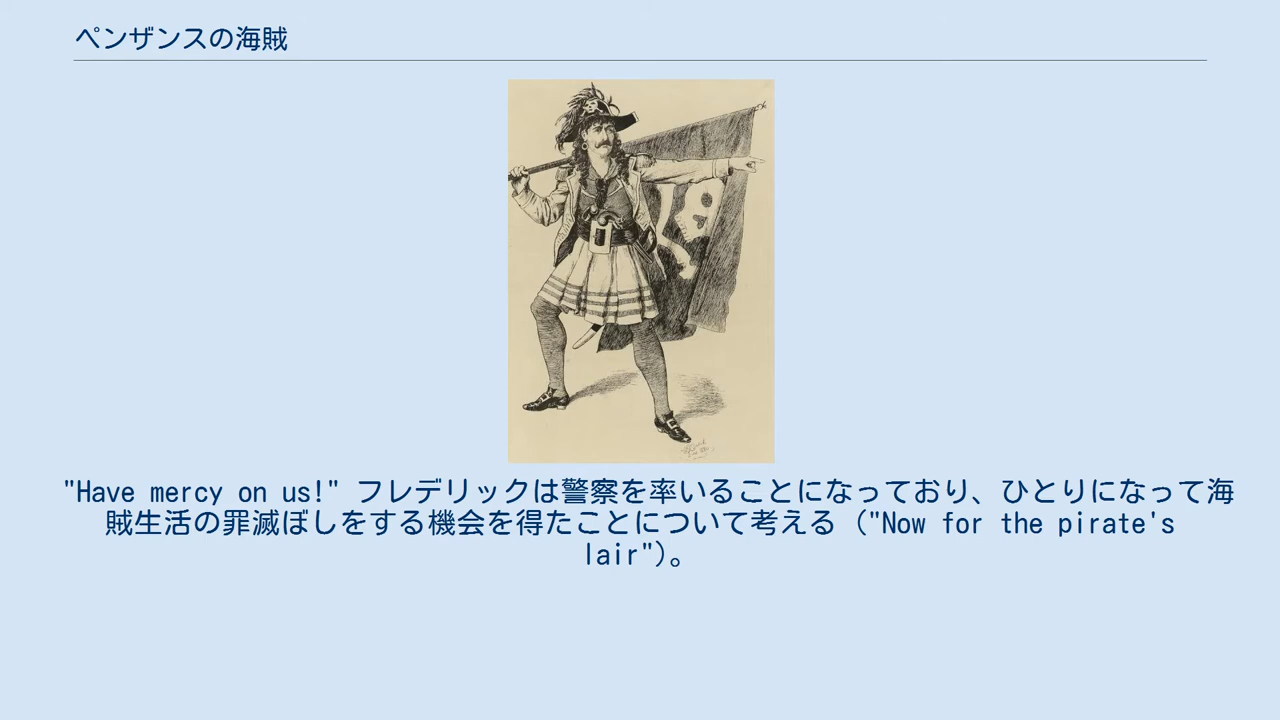 ペンザンスの海賊
"Have mercy on us!" フレデリックは警察を率いることになっており、ひとりになって海
賊生活の罪滅ぼしをする機会を得たことについて考える（"Now for the pirate's
lair"）。